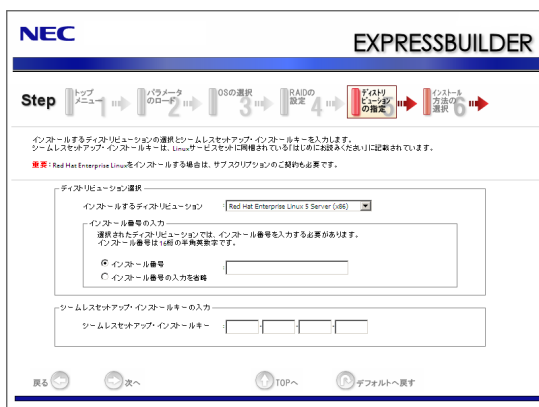 NEC
EXPRESSBUILDER
Step
トップメニュー 1
パラメータのロード 2
OSの選択 3
RAIDの設定 4
ディストリビューションの指定 5
インストール方法の選択 6
インストールするディストリビューションの選択とシームレスセットアップ・インストールキーを入力します。
シームレスセットアップ・インストールキーは、Linuxサービスセットに同梱されている「はじめにお読みください」に記載されています。
重要：Red Hat Enterprise Linuxをインストールする場合は、サブスクリプションのご契約も必要です。
ディストリビューション選択
インストールするディストリビューション : Red Hat Enterprise Linux 5 Server (x86)
インストール番号の入力
選択されたディストリビューションでは、インストール番号を入力する必要があります。
インストール番号は16桁の半角英数字です。
インストール番号 :
インストール番号の入力を省略
シームレスセットアップ・インストールキーの入力
シームレスセットアップ・インストールキー : - - -
戻る 次へ TOPへ デフォルトへ戻す